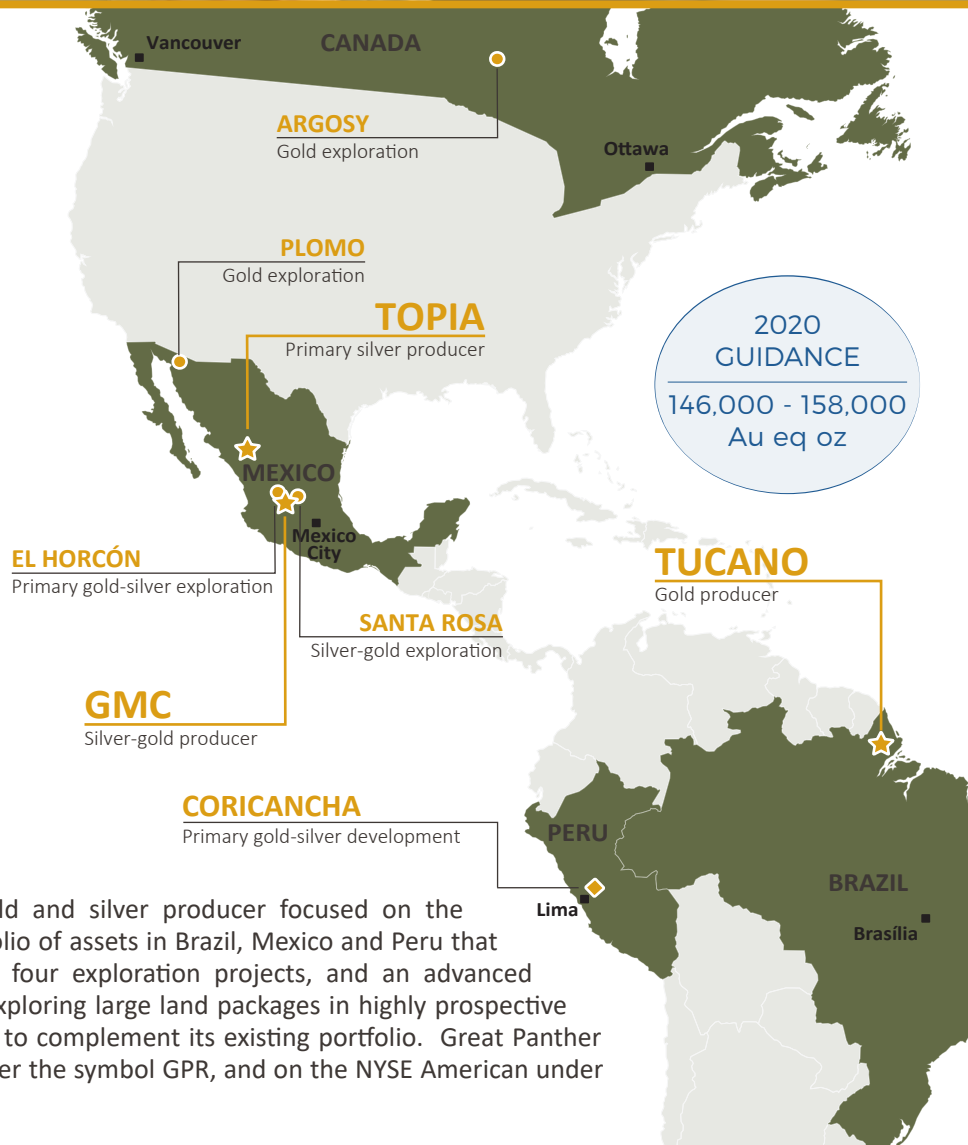 Vancouver
CANADA
ARGOSY
Gold exploration
Ottawa
PLOMO
Gold exploration
TOPIA
Primary silver producer
2020
GUIDANCE
146,000 - 158,000
Au eq oz
MEXICO
Mexico
City
EL HORCÓN
Primary gold-silver exploration
TUCANO
Gold producer
SANTA ROSA
Silver-gold exploration
GMC
Silver-gold producer
CORICANCHA
Primary gold-silver development
PERU
Lima
BRAZIL
Brasília
and silver producer focused on the
of assets in Brazil, Mexico and Peru that
four exploration projects, and an advanced
large land packages in highly prospective
to complement its existing portfolio. Great Panther
the symbol GPR, and on the NYSE American under